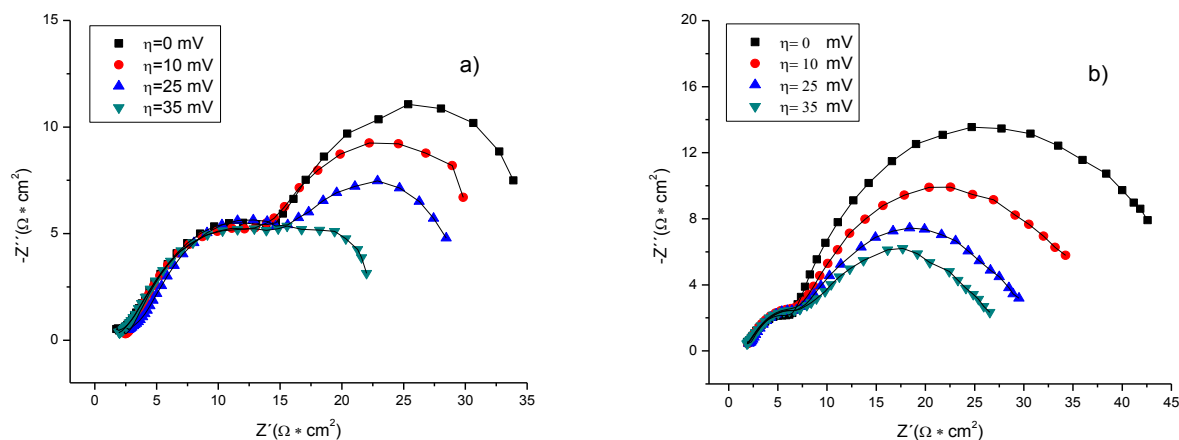 15
10
5
0
-Z´´(Ω * cm²)
η=0 mV
η=10 mV
η=25 mV
η=35 mV
a)
0 5 10 15 20 25 30 35
Z´(Ω * cm²)
20
16
12
8
4
0
-Z´´(Ω * cm²)
η= 0 mV
η= 10 mV
η= 25 mV
η= 35 mV
b)
0 5 10 15 20 25 30 35 40 45
Z´(Ω * cm²)